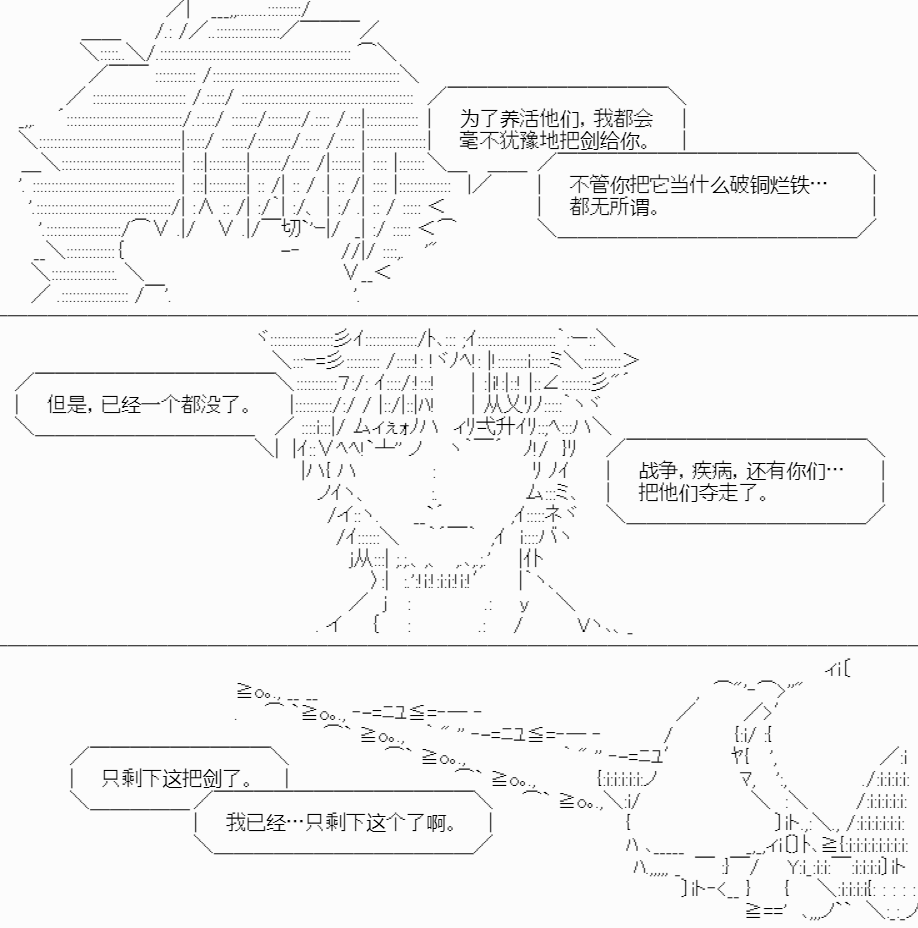 为了养活他们，我都会
毫不犹豫地把剑给你。
不管你把它当什么破铜烂铁…
都无所谓。
但是，已经一个都没了。
战争，疾病，还有你们…
把他们夺走了。
只剩下这把剑了。
我已经…只剩下这个了啊。